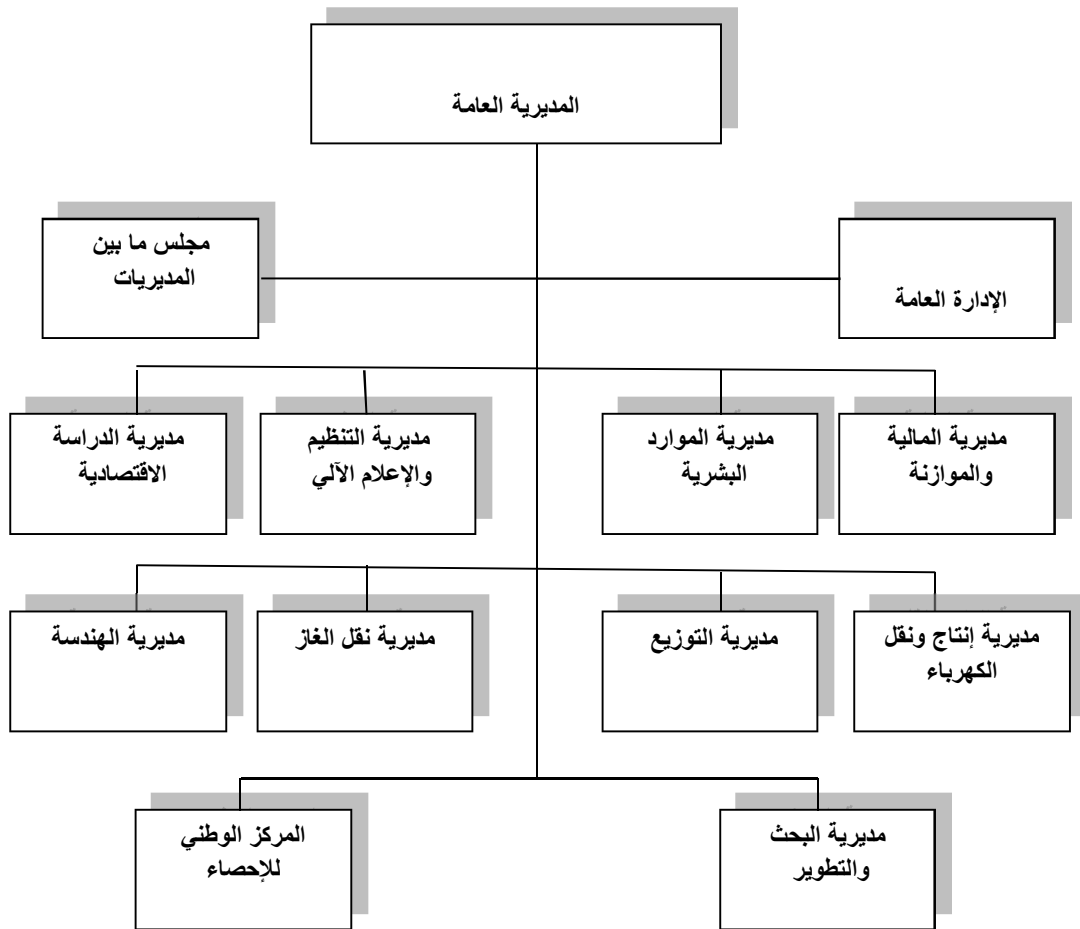 المديرية العامة
الإدارة العامة
مجلس ما بين
المديريات
مديرية المالية
والموازنة
مديرية الموارد
البشرية
مديرية التنظيم
والإعلام الآلي
مديرية الدراسة
الاقتصادية
مديرية إنتاج ونقل
الكهرباء
مديرية التوزيع
مديرية نقل الغاز
مديرية الهندسة
مديرية البحث
والتطوير
المركز الوطني
للإحصاء